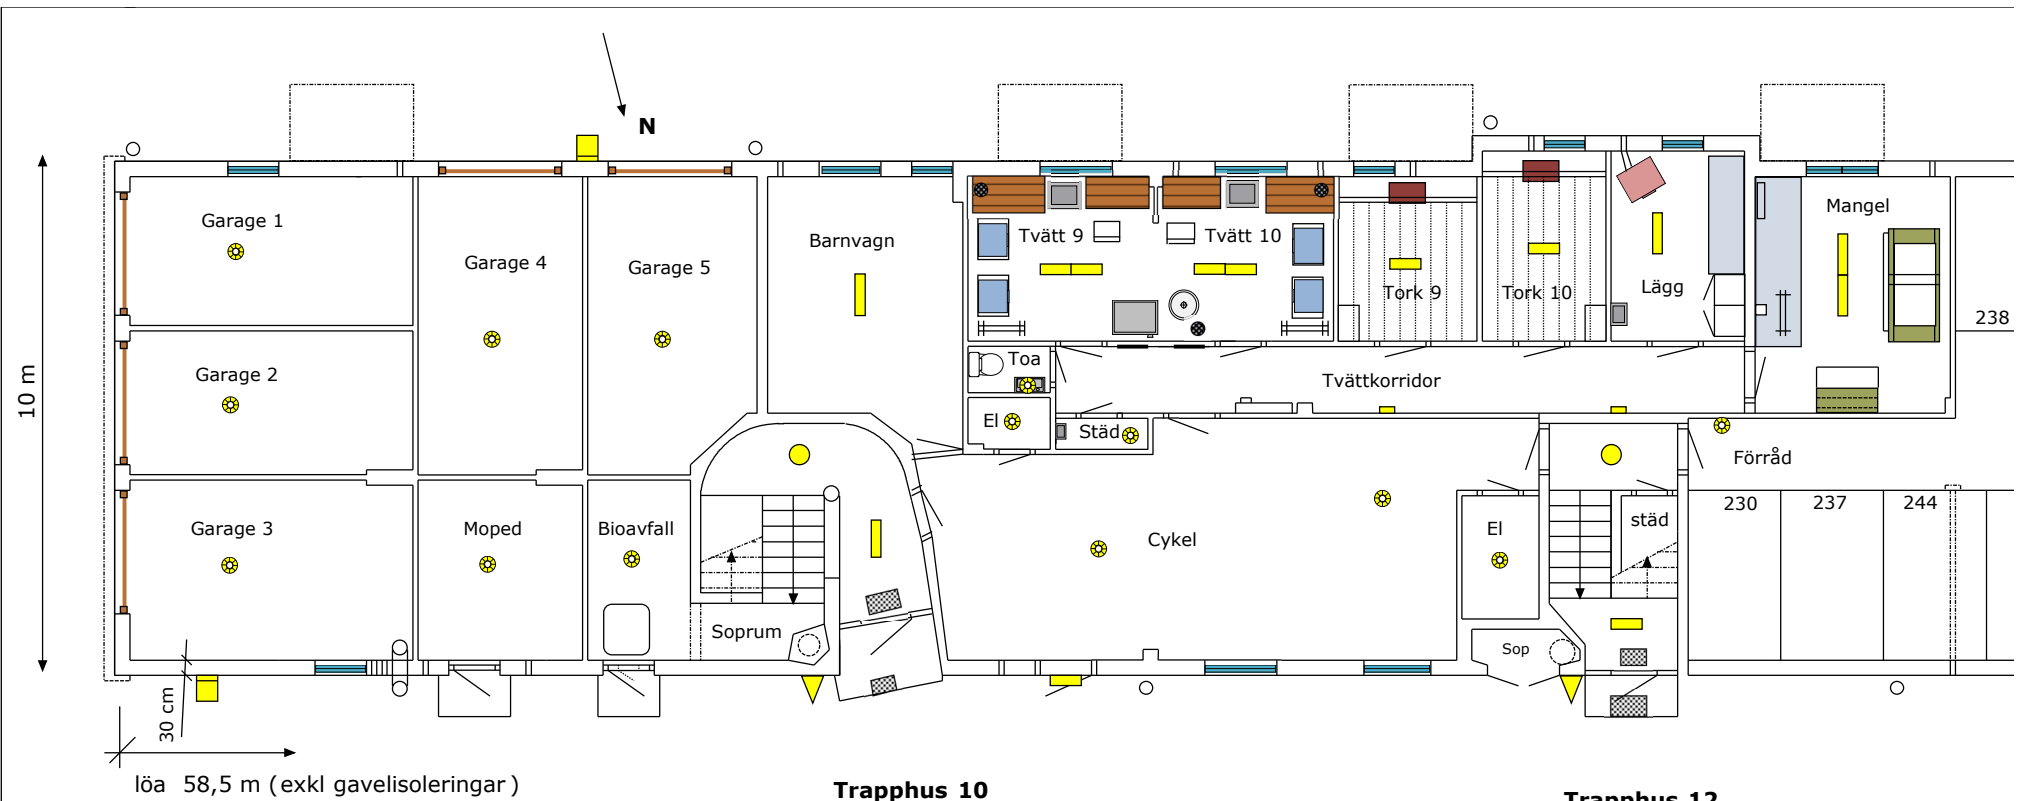 N
Garage 1
Garage 4
Garage 5
Barnvagn
Tvätt 9
Tvätt 10
Tork 9
Tork 10
Lägg
Mangel
238
10 m
Garage 2
Toa
Tvättkorridor
El
Städ
Förråd
230
237
244
Garage 3
Moped
Bioavfall
Cykel
El
städ
Soprum
Sop
30 cm
löa 58,5 m (exkl gavelisoleringar)
Trapphus 10
Trapphus 12